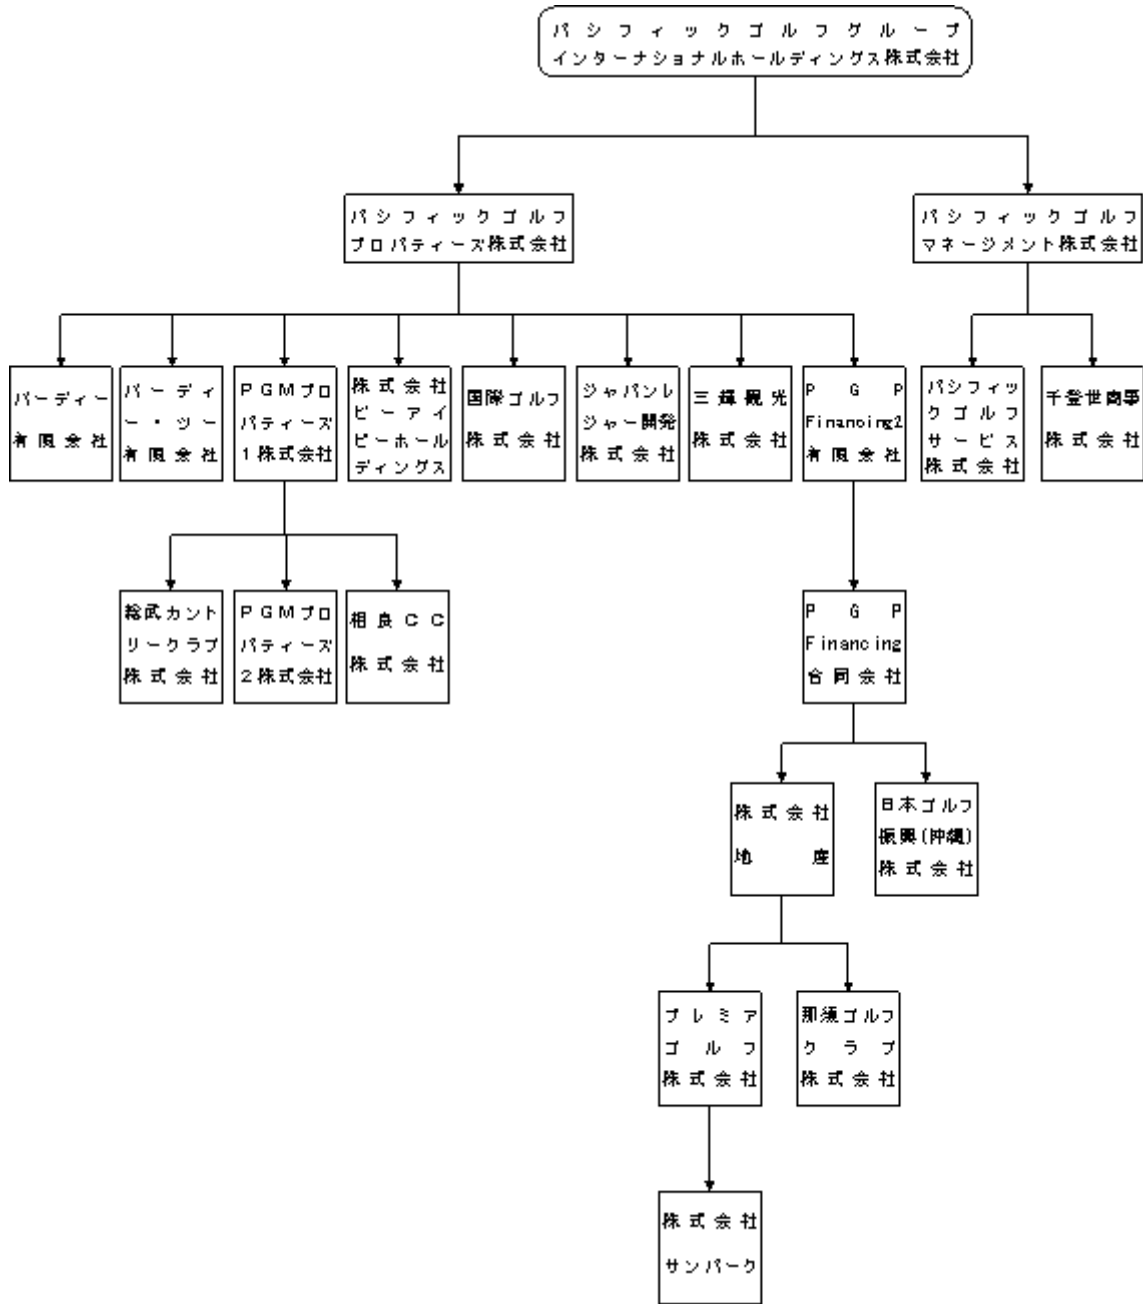 パシフィックゴルフグループ
インターナショナルホールディングス株式会社
パシフィックゴルフ
プロパティーズ株式会社
パシフィックゴルフ
マネージメント株式会社
バーディー
有限会社
バーディ
ー・ツー
有限会社
PGMプロ
パティーズ
1株式会社
株式会社
ビーアイ
ピーホール
ディングス
国際ゴルフ
株式会社
ジャパンレ
ジャー開発
株式会社
三輝観光
株式会社
PGP
Financing2
有限会社
パシフィッ
クゴルフ
サービス
株式会社
千登世商事
株式会社
総武カント
リークラブ
株式会社
PGMプロ
パティーズ
2株式会社
相良CC
株式会社
PGP
Financing
合同会社
株式会社
地産
日本ゴルフ
振興(沖縄)
株式会社
プレミア
ゴルフ
株式会社
那須ゴルフ
クラブ
株式会社
株式会社
サンパーク